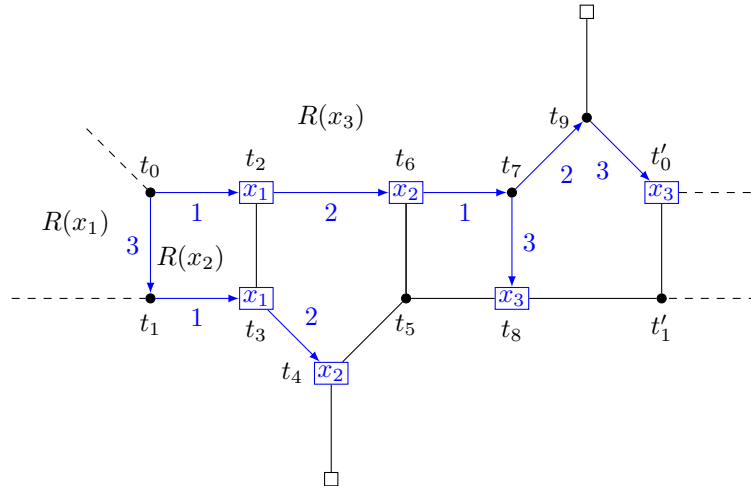 R(x₃)
t₉
t₀ t₂ t₆ t₇ t′₀
2 3
x₁ x₂ x₃
1 2 1
R(x₁)
3 R(x₂) 3
x₁ x₃
t₁ 1 t₃ 2 t₅ t₈ t′₁
t₄ x₂